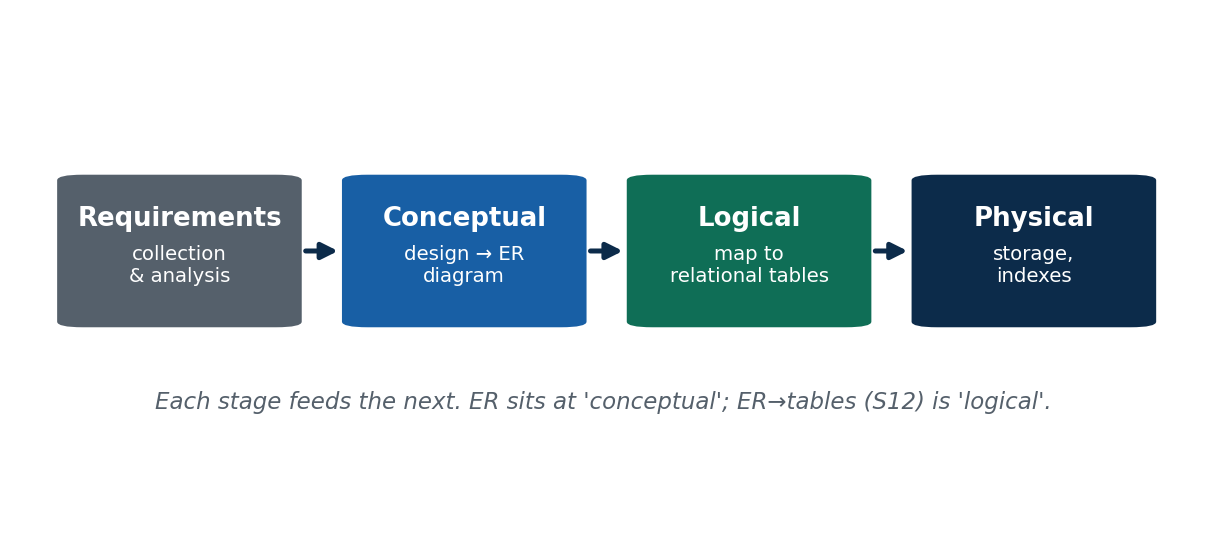 Requirements
collection
& analysis
Conceptual
design → ER
diagram
Logical
map to
relational tables
Physical
storage,
indexes
Each stage feeds the next. ER sits at 'conceptual'; ER→tables (S12) is 'logical'.